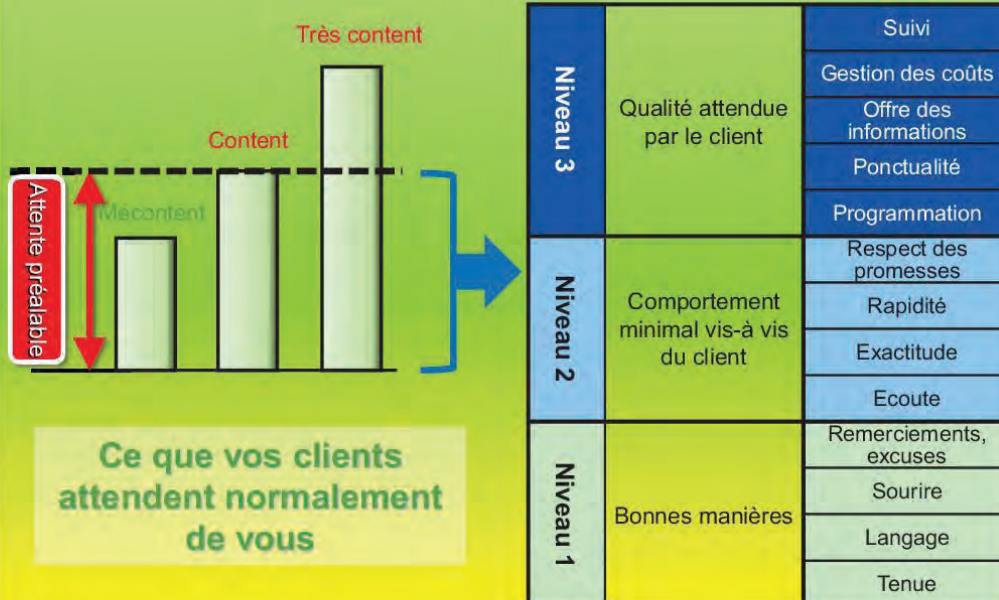 Très content
Content
Mécontent
Attente préalable
Ce que vos clients
attendent normalement
de vous
Niveau 3
Qualité attendue
par le client
Suivi
Gestion des coûts
Offre des
informations
Ponctualité
Programmation
Niveau 2
Comportement
minimal vis-à vis
du client
Respect des
promesses
Rapidité
Exactitude
Ecoute
Niveau 1
Bonnes manières
Remerciements,
excuses
Sourire
Langage
Tenue